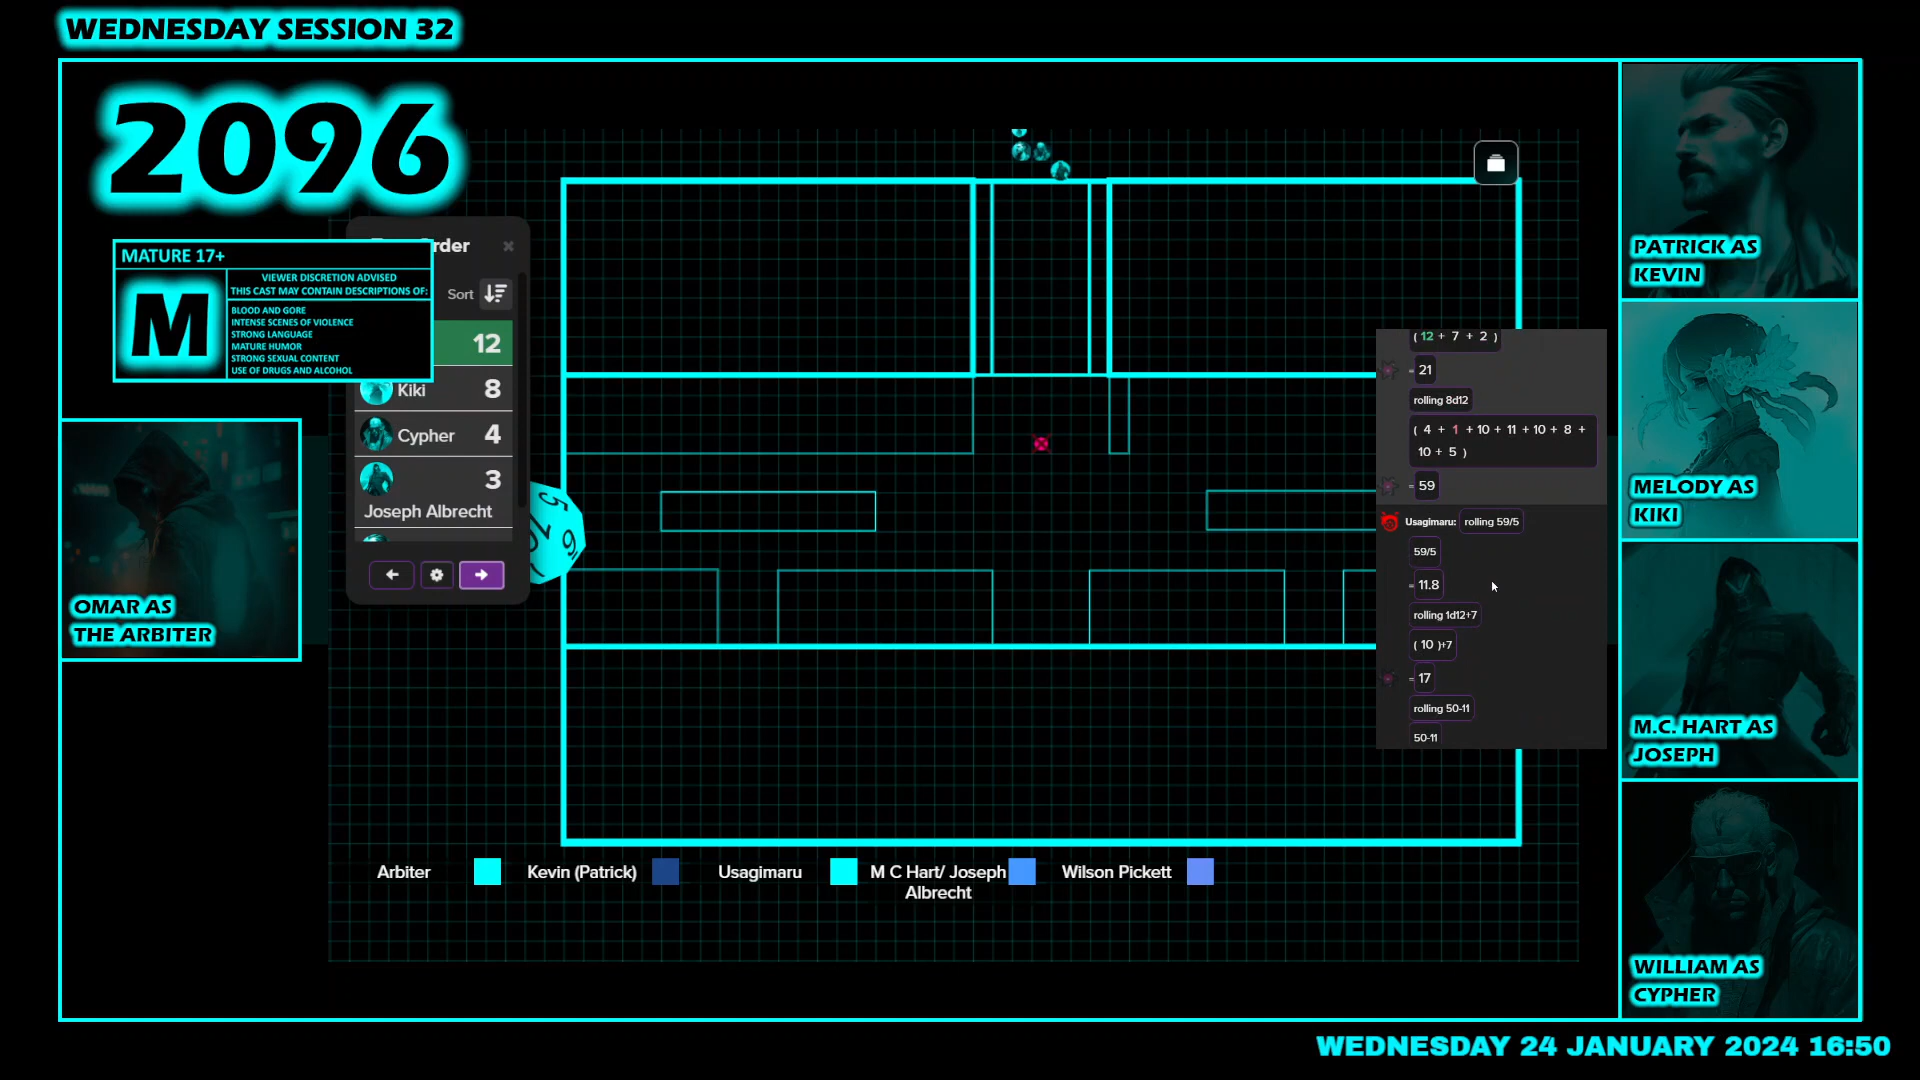 WEDNESDAY SESSION 32
2096
MATURE 17+
M
VIEWER DISCRETION ADVISED
THIS CAST MAY CONTAIN DESCRIPTIONS OF:
BLOOD AND GORE
INTENSE SCENES OF VIOLENCE
STRONG LANGUAGE
MATURE HUMOR
STRONG SEXUAL CONTENT
USE OF DRUGS AND ALCOHOL
Sort
12
Kiki 8
Cypher 4
3
Joseph Albrecht
OMAR AS
THE ARBITER
5
( 12 + 7 + 2 )
= 21
rolling 8d12
( 4 + 1 + 10 + 11 + 10 + 8 +
10 + 5 )
= 59
Usagimaru: rolling 59/5
59/5
= 11.8
rolling 1d12+7
( 10 )+7
= 17
rolling 50-11
50-11
PATRICK AS
KEVIN
MELODY AS
KIKI
M.C. HART AS
JOSEPH
WILLIAM AS
CYPHER
Arbiter
Kevin (Patrick)
Usagimaru
M C Hart/ Joseph
Albrecht
Wilson Pickett
WEDNESDAY 24 JANUARY 2024 16:50